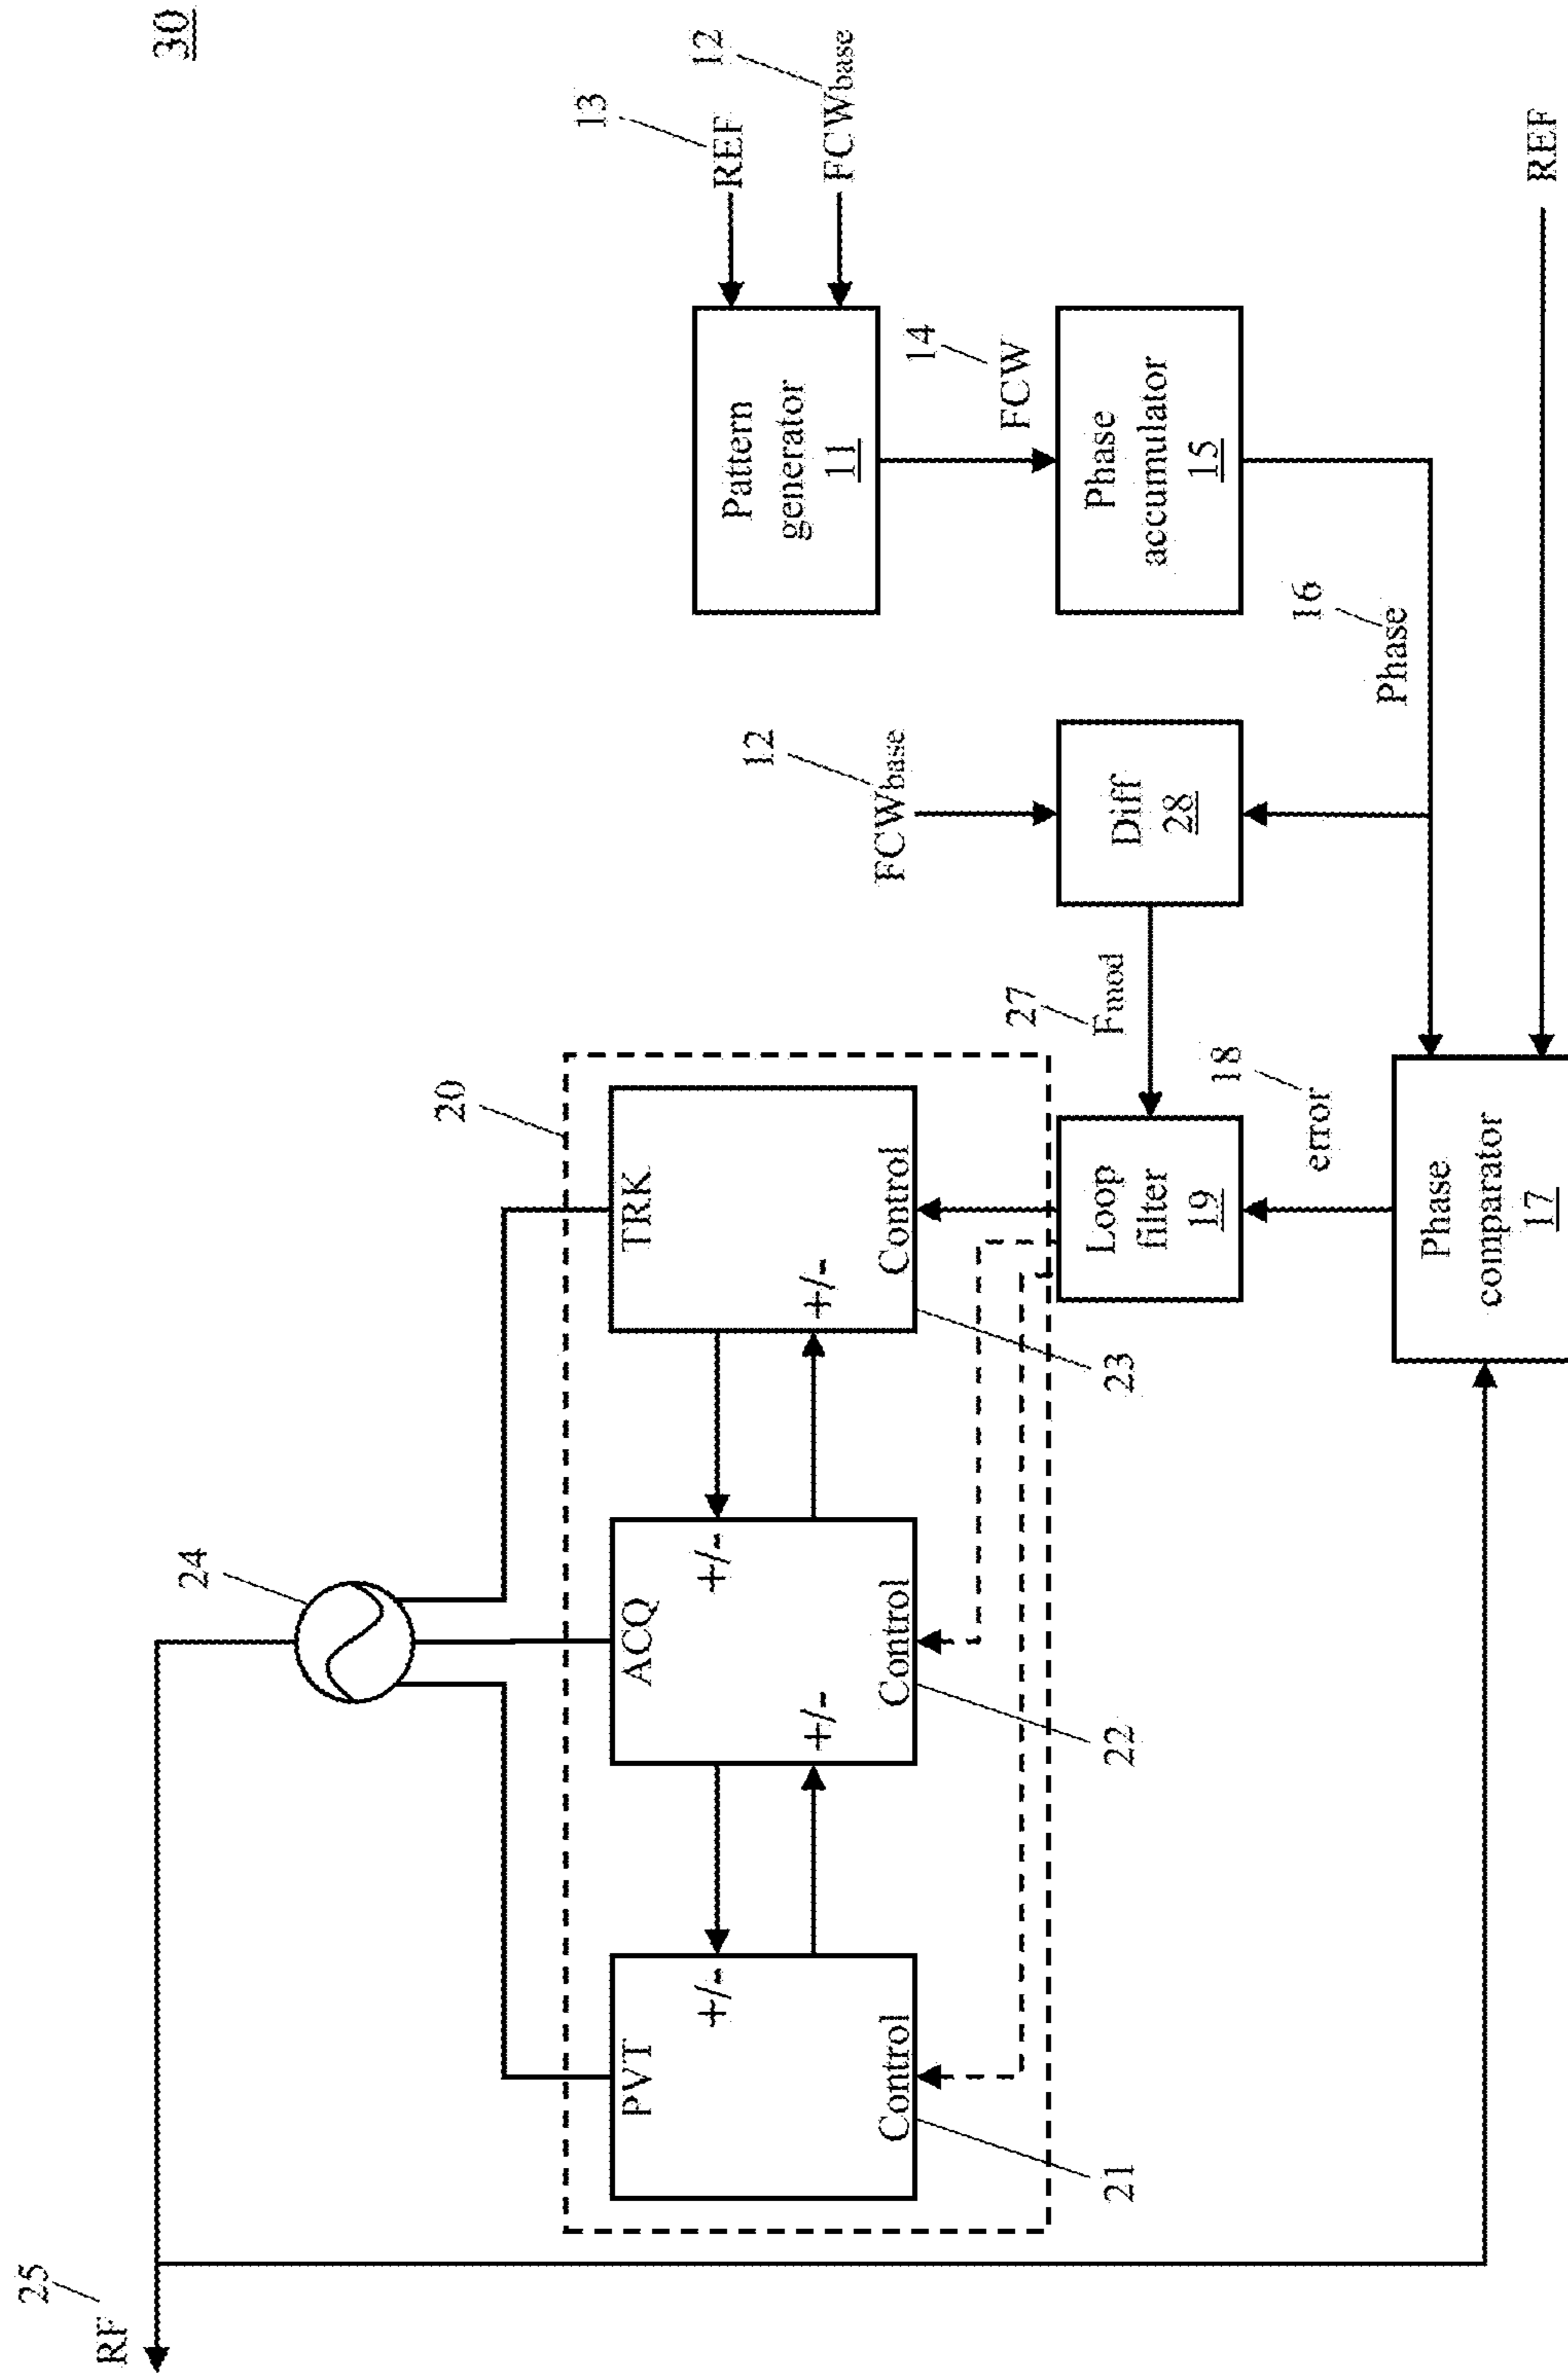 30
13
REF
12
FCWbase
Pattern
generator
11
14
FCW
Phase
accumulator
15
16
Phase
REF
12
FCWbase
Diff
28
27
Fmod
20
TRK
+/-
Control
23
Loop
filter
19
18
error
Phase
comparator
17
24
ACQ
+/-
+/-
Control
22
PVT
+/-
Control
21
25
RF